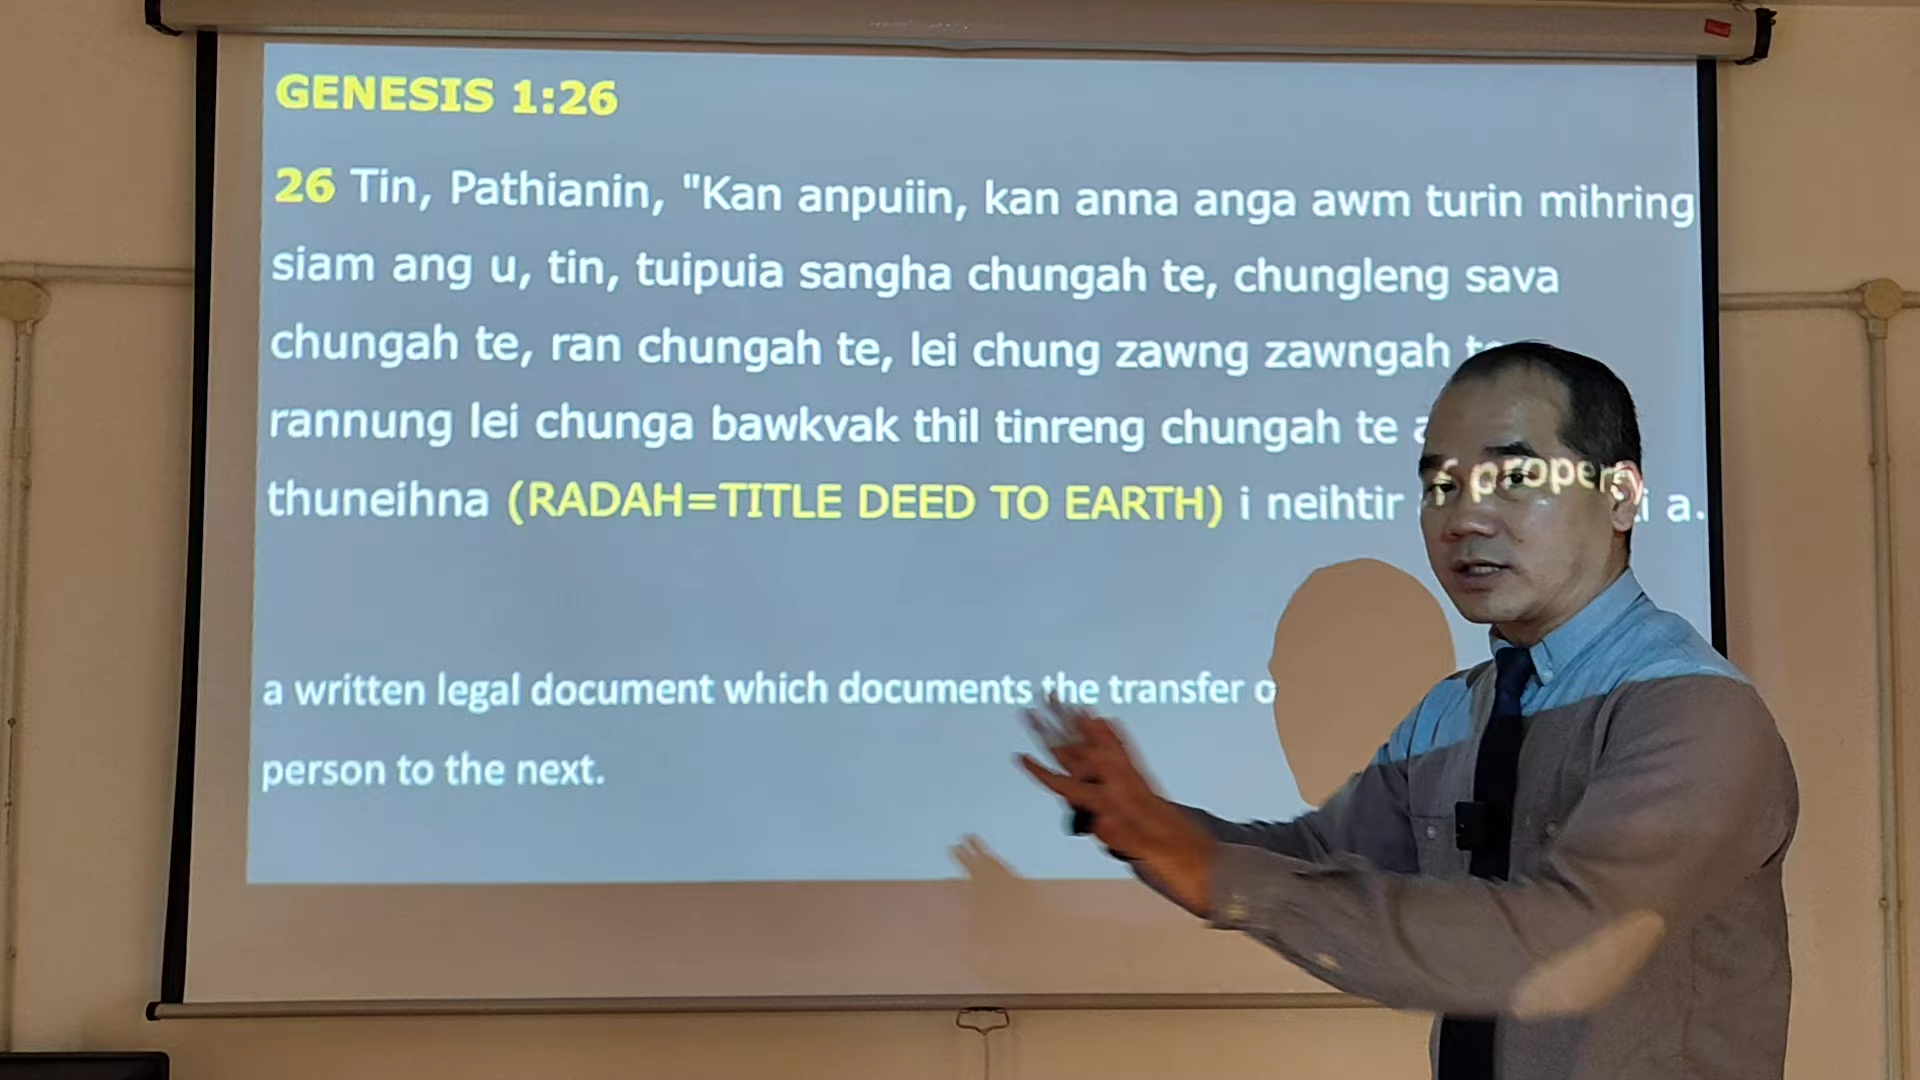 GENESIS 1:26
26 Tin, Pathianin, "Kan anpuiin, kan anna anga awm turin mihring
siam ang u, tin, tuipuia sangha chungah te, chungleng sava
chungah te, ran chungah te, lei chung zawng zawngah te
rannung lei chunga bawkvak thil tinreng chungah te
thuneihna (RADAH=TITLE DEED TO EARTH) i neihtir a.
a written legal document which documents the transfer of property
person to the next.